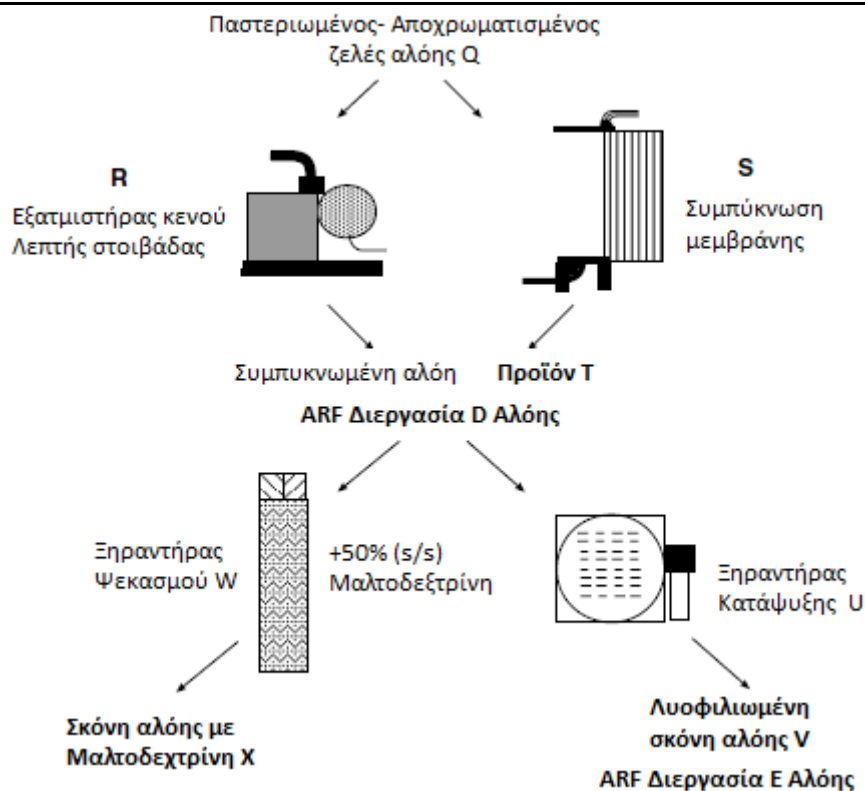 Παστεριωμένος- Αποχρωματισμένος
ζελές αλόης Q
R
Εξατμιστήρας κενού
Λεπτής στοιβάδας
S
Συμπύκνωση
μεμβράνης
Συμπυκνωμένη αλόη Προϊόν Τ
ARF Διεργασία D Αλόης
Ξηραντήρας
Ψεκασμού W
+50% (s/s)
Μαλτοδεξτρίνη
Ξηραντήρας
Κατάψυξης U
Σκόνη αλόης με
Μαλτοδεχτρίνη Χ
Λυοφιλιωμένη
σκόνη αλόης V
ARF Διεργασία Ε Αλόης